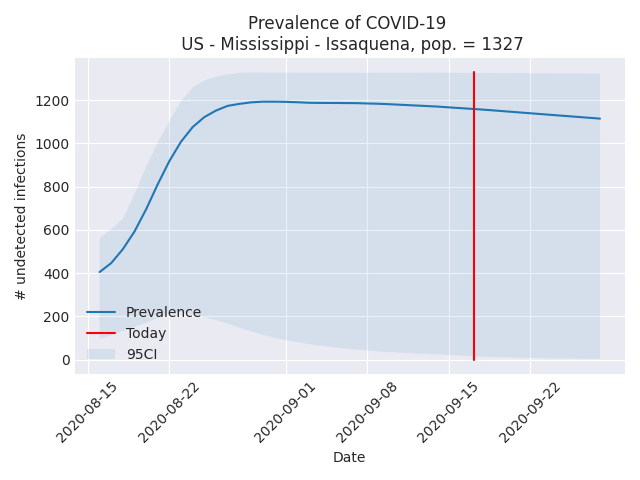 Prevalence of COVID-19
US - Mississippi - Issaquena, pop. = 1327
# undetected infections
1200
1000
800
600
400
200
0
Prevalence
Today
95CI
2020-08-15
2020-08-22
2020-09-01
2020-09-08
2020-09-15
2020-09-22
Date